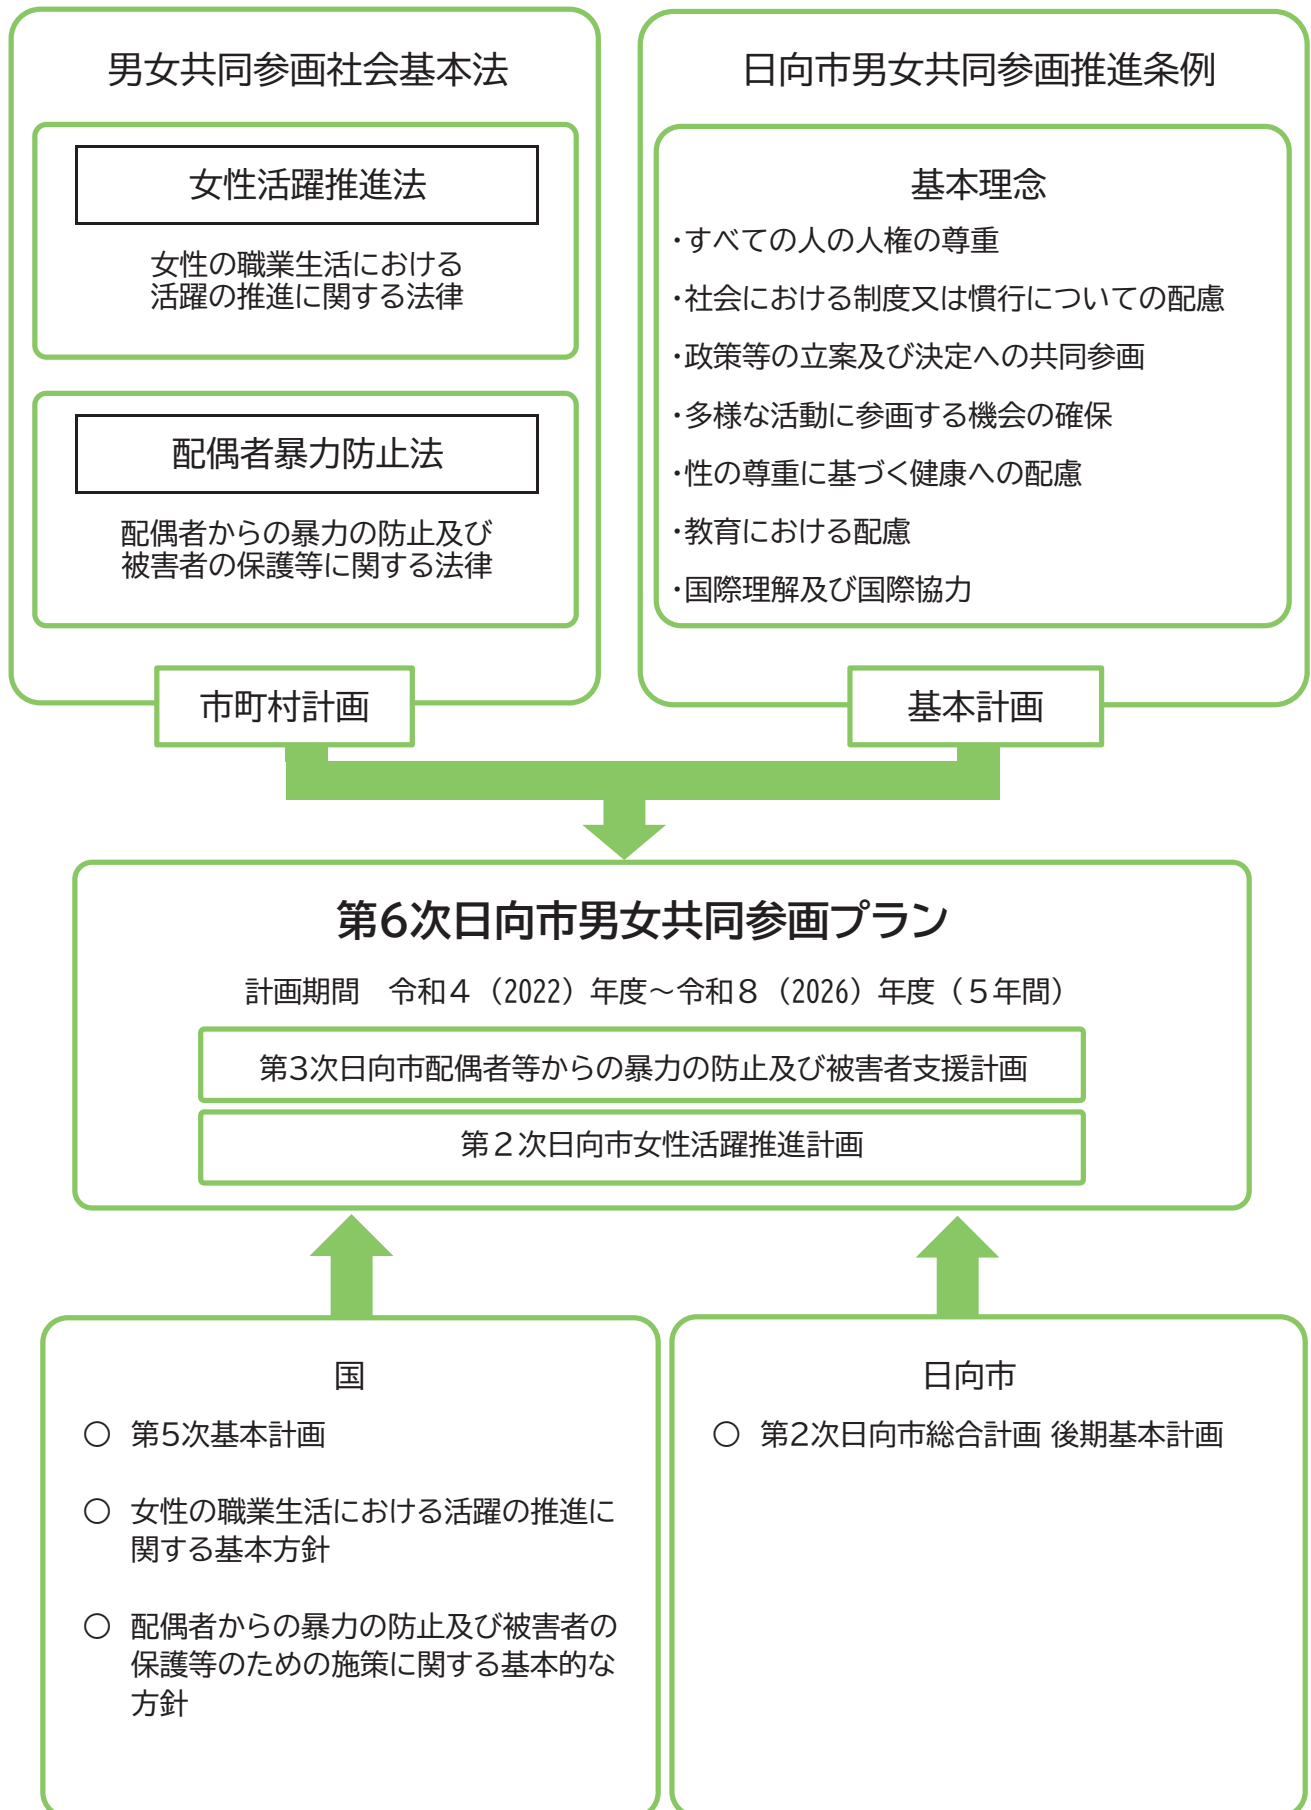 男女共同参画社会基本法
女性活躍推進法
女性の職業生活における
活躍の推進に関する法律
配偶者暴力防止法
配偶者からの暴力の防止及び
被害者の保護等に関する法律
市町村計画
日向市男女共同参画推進条例
基本理念
・すべての人の人権の尊重
・社会における制度又は慣行についての配慮
・政策等の立案及び決定への共同参画
・多様な活動に参画する機会の確保
・性の尊重に基づく健康への配慮
・教育における配慮
・国際理解及び国際協力
基本計画
第6次日向市男女共同参画プラン
計画期間　令和４（2022）年度～令和８（2026）年度（５年間）
第3次日向市配偶者等からの暴力の防止及び被害者支援計画
第２次日向市女性活躍推進計画
国
○ 第5次基本計画
○ 女性の職業生活における活躍の推進に
関する基本方針
○ 配偶者からの暴力の防止及び被害者の
保護等のための施策に関する基本的な
方針
日向市
○ 第2次日向市総合計画 後期基本計画